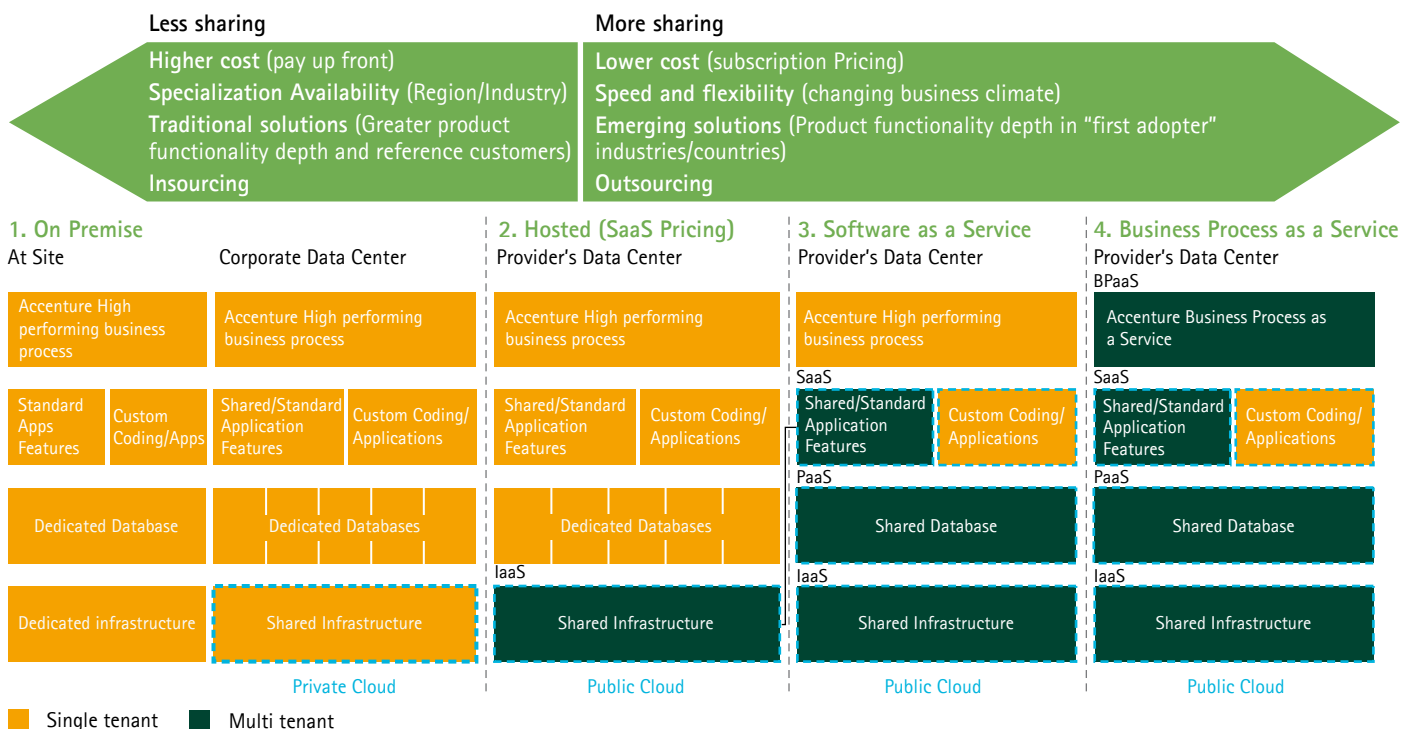 Less sharing
More sharing
Higher cost (pay up front)
Specialization Availability (Region/Industry)
Traditional solutions (Greater product
functionality depth and reference customers)
Insourcing
Lower cost (subscription Pricing)
Speed and flexibility (changing business climate)
Emerging solutions (Product functionality depth in “first adopter”
industries/countries)
Outsourcing
1. On Premise
At Site
Corporate Data Center
2. Hosted (SaaS Pricing)
Provider's Data Center
3. Software as a Service
Provider's Data Center
4. Business Process as a Service
Provider's Data Center
BPaaS
Accenture High
performing business
process
Accenture High performing
business process
Accenture High performing
business process
Accenture High performing
business process
Accenture Business Process as
a Service
SaaS
SaaS
Standard
Apps
Features
Custom
Coding/Apps
Shared/Standard
Application
Features
Custom Coding/
Applications
Shared/Standard
Application
Features
Custom Coding/
Applications
Shared/Standard
Application
Features
Custom Coding/
Applications
Shared/Standard
Application
Features
Custom Coding/
Applications
PaaS
PaaS
Dedicated Database
Dedicated Databases
Dedicated Databases
Shared Database
Shared Database
IaaS
IaaS
IaaS
Dedicated infrastructure
Shared Infrastructure
Shared Infrastructure
Shared Infrastructure
Shared Infrastructure
Private Cloud
Public Cloud
Public Cloud
Public Cloud
Single tenant
Multi tenant